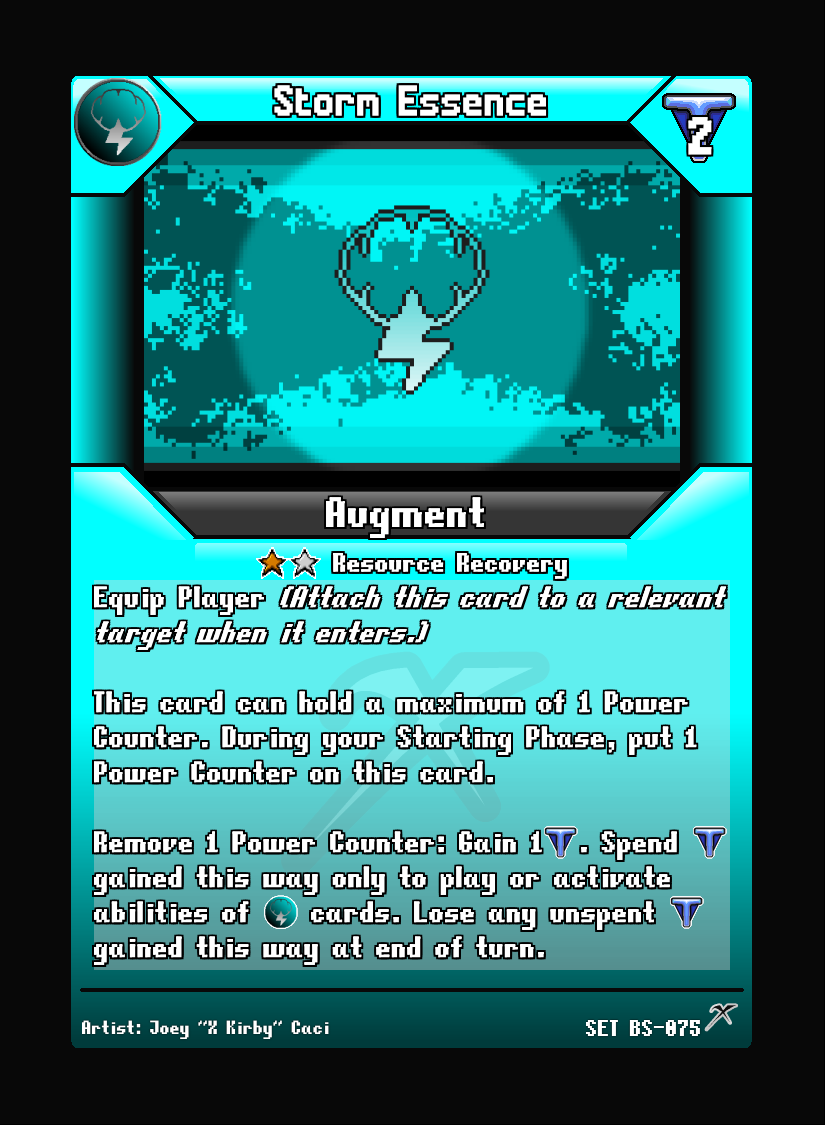 Storm Essence
2
Augment
Resource Recovery
Equip Player (Attach this card to a relevant
target when it enters.)
This card can hold a maximum of 1 Power
Counter. During your Starting Phase, put 1
Power Counter on this card.
Remove 1 Power Counter: Gain 1 . Spend
gained this way only to play or activate
abilities of cards. Lose any unspent
gained this way at end of turn.
Artist: Joey "X Kirby" Caci
SET BS-075